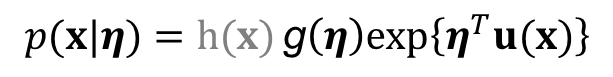 p(𝐱|𝜼) = h(𝐱) g(𝜼)exp{𝜼ᵀ𝐮(𝐱)}